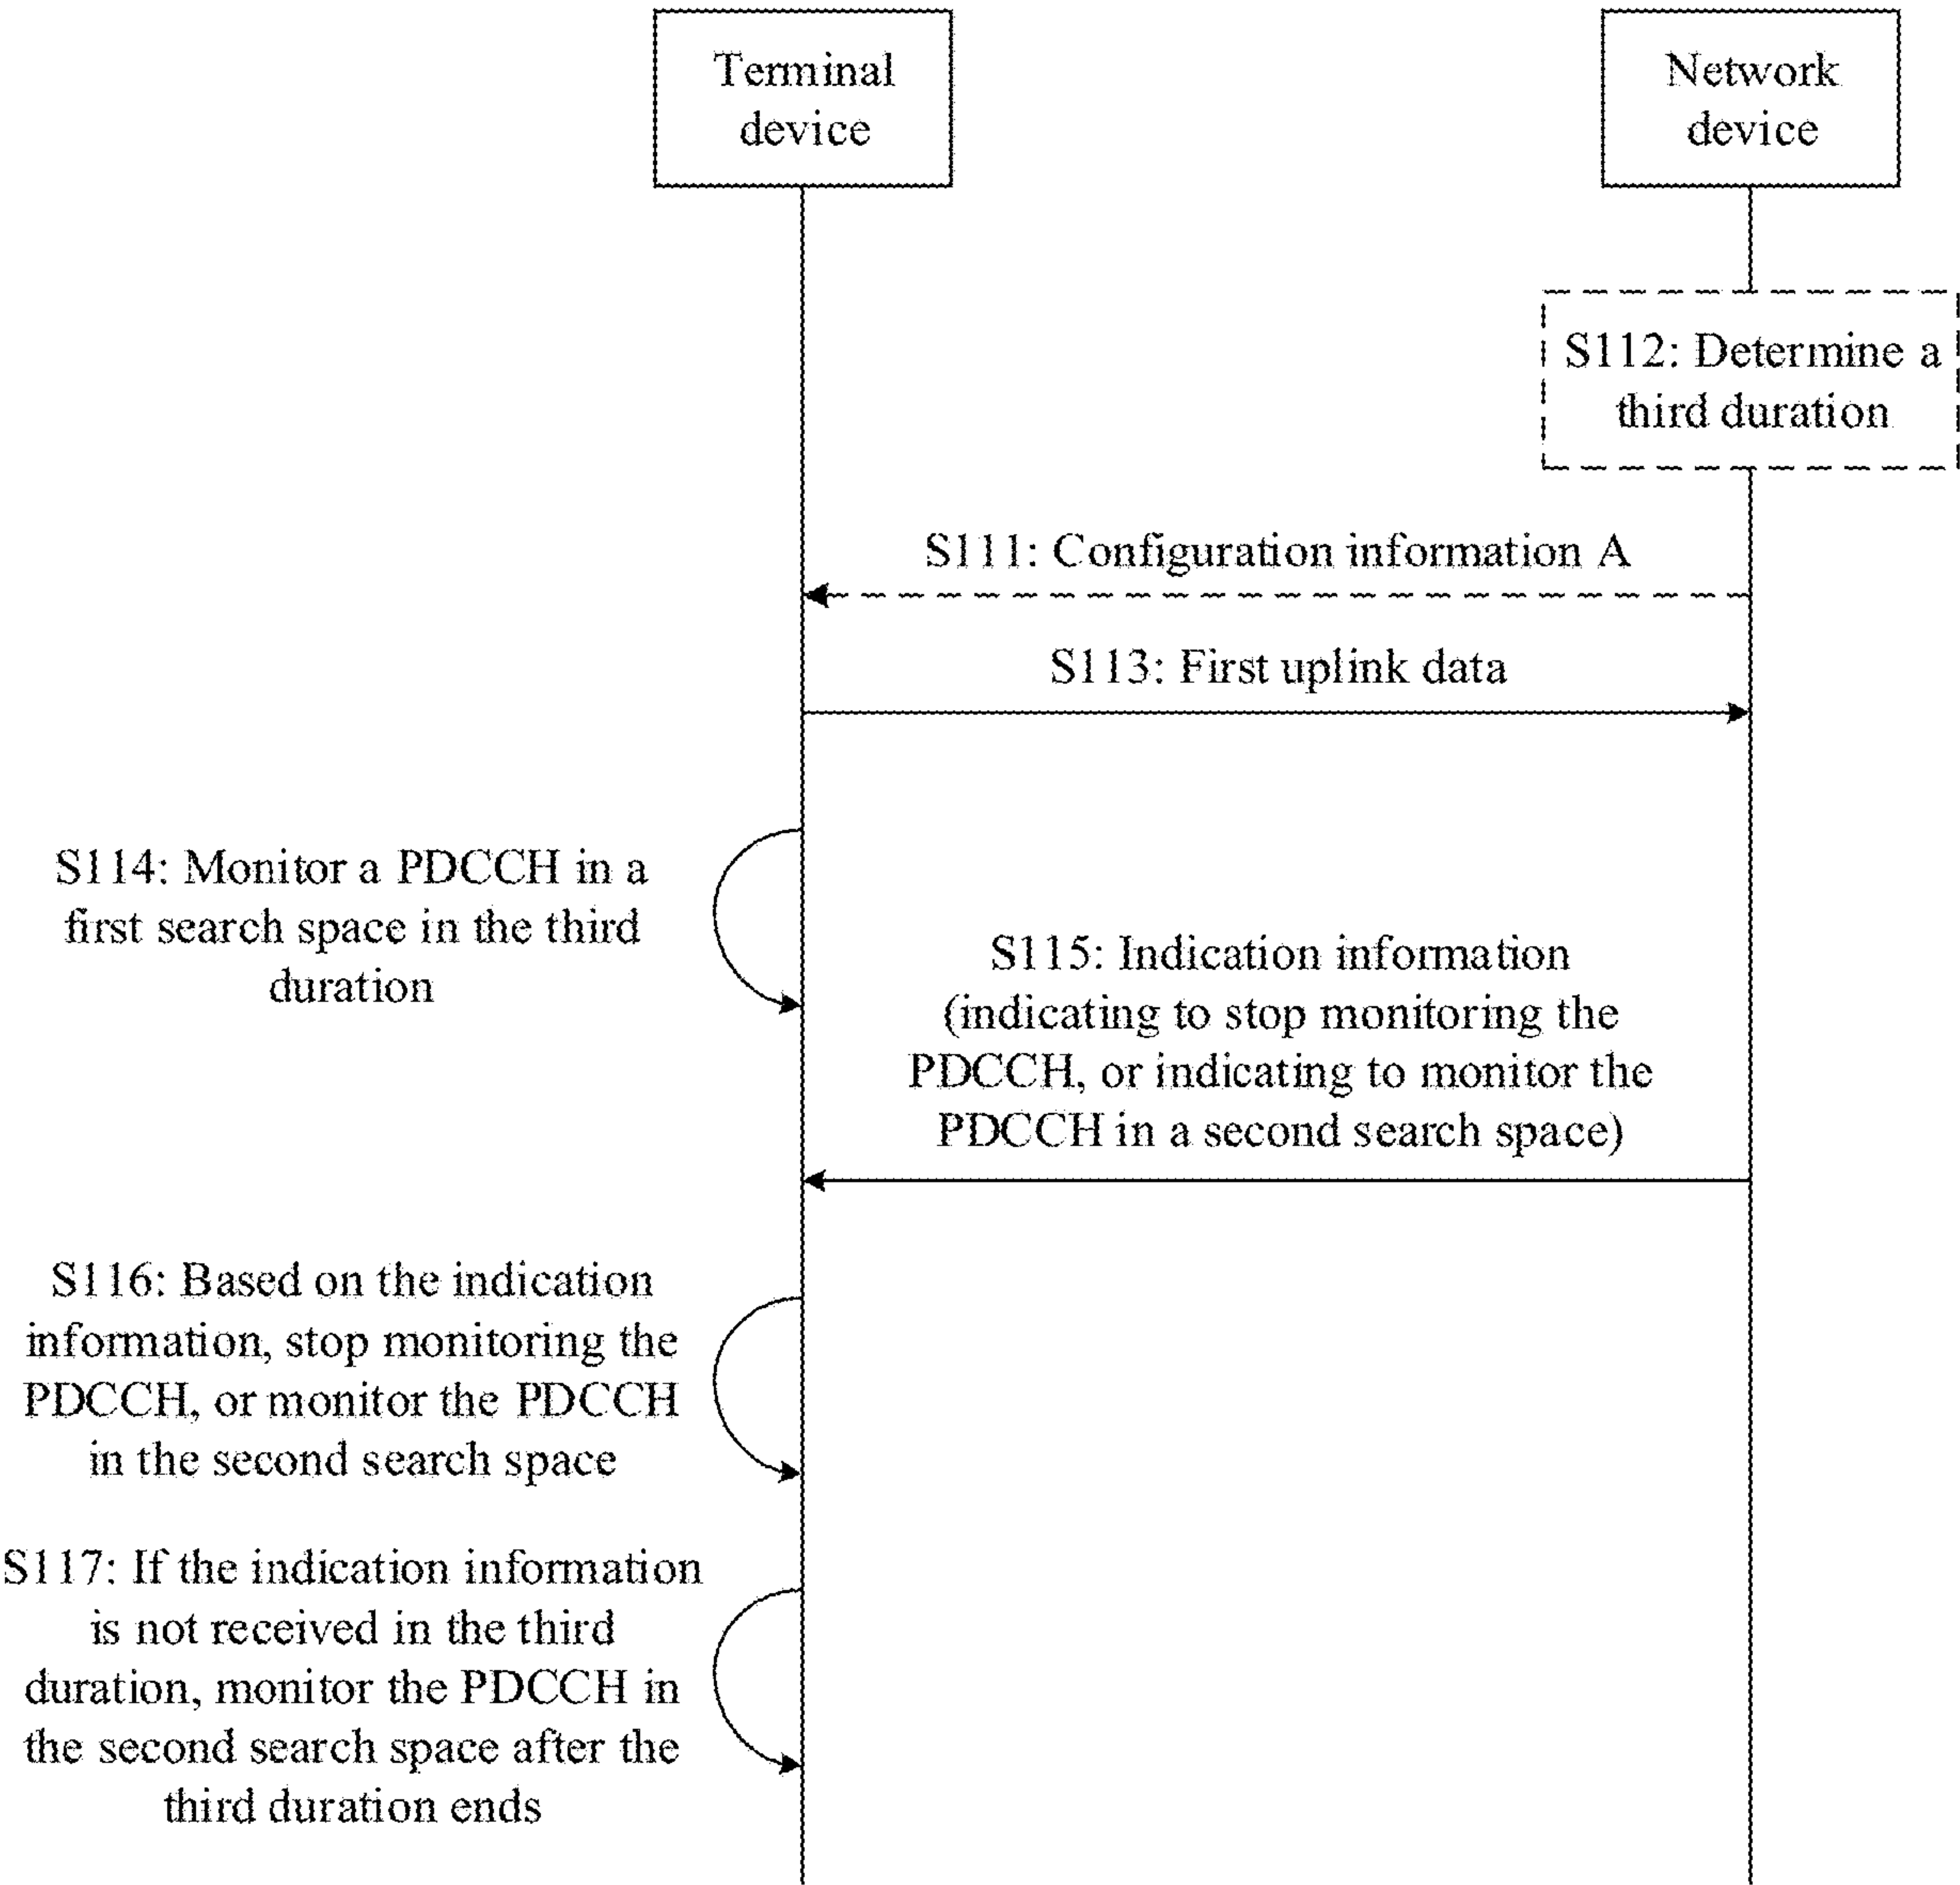 Terminal
device
Network
device
S112: Determine a
third duration
S111: Configuration information A
S113: First uplink data
S114: Monitor a PDCCH in a
first search space in the third
duration
S115: Indication information
(indicating to stop monitoring the
PDCCH, or indicating to monitor the
PDCCH in a second search space)
S116: Based on the indication
information, stop monitoring the
PDCCH, or monitor the PDCCH
in the second search space
S117: If the indication information
is not received in the third
duration, monitor the PDCCH in
the second search space after the
third duration ends